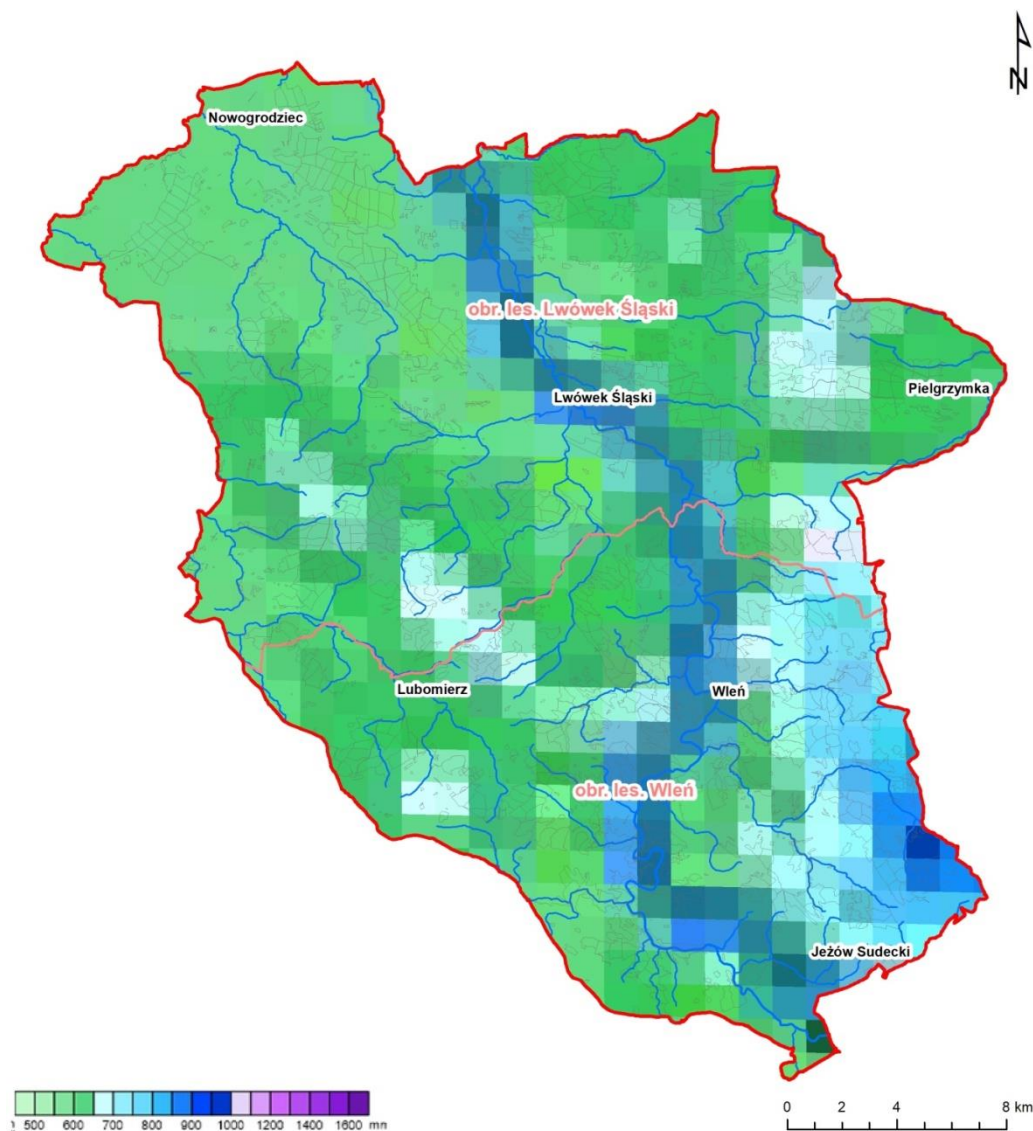 N
Nowogrodziec
obr. les. Lwówek Śląski
Lwówek Śląski
Pielgrzymka
Lubomierz
Wleń
obr. les. Wleń
Jeżów Sudecki
500 600 700 800 900 1000 1200 1400 1600 mn
0 2 4 8 km